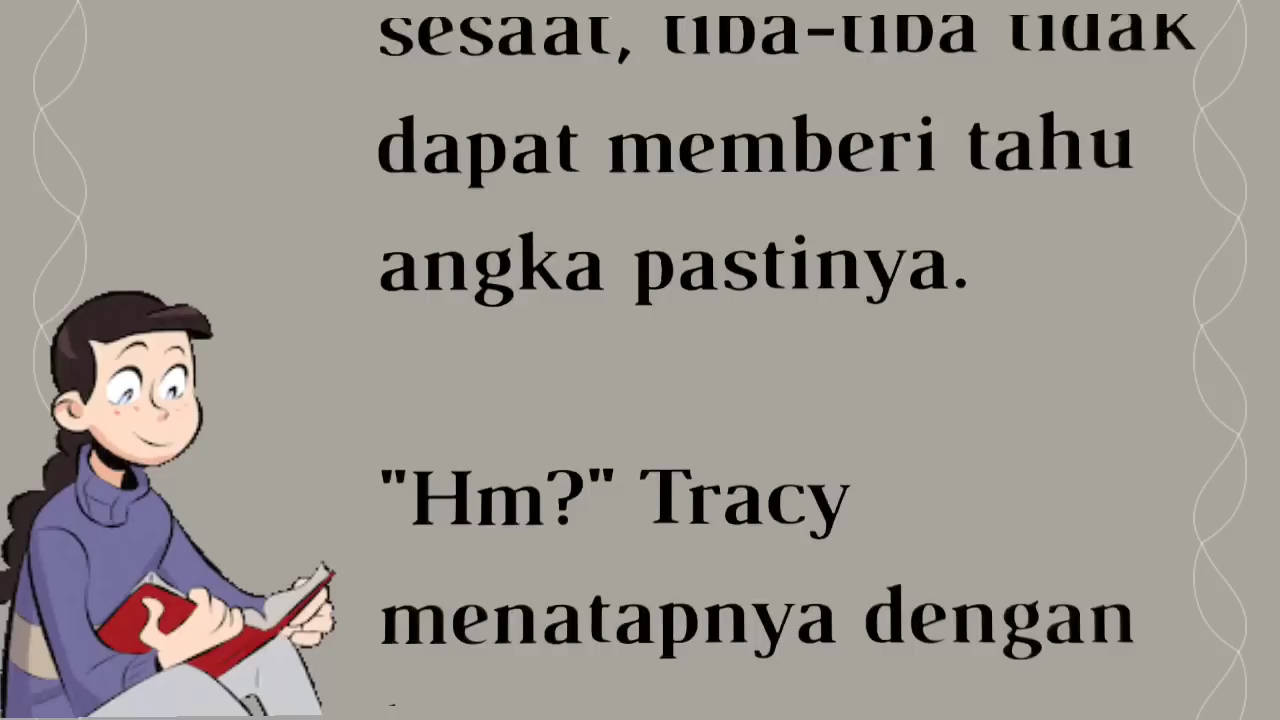 sesaat, tiba-tiba tidak
dapat memberi tahu
angka pastinya.
"Hm?" Tracy
menatapnya dengan